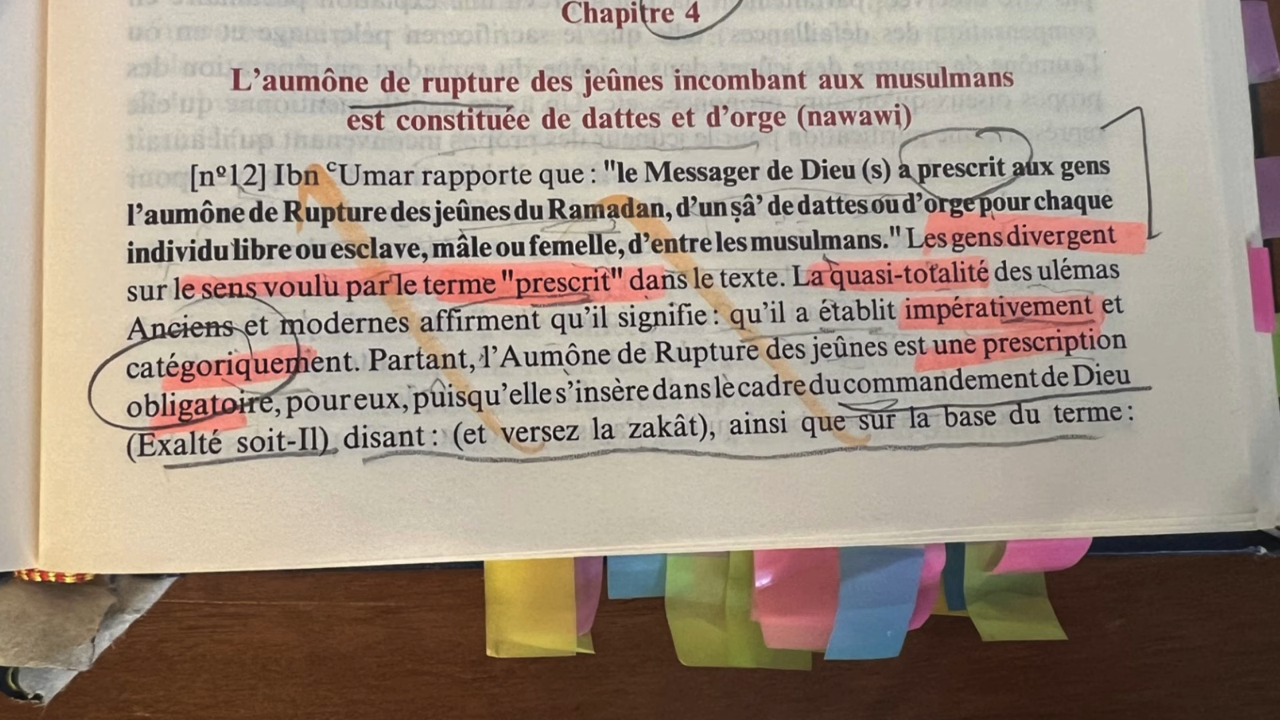 Chapitre 4
L'aumône de rupture des jeûnes incombant aux musulmans
est constituée de dattes et d'orge (nawawî)
[nº12] Ibn ᶜUmar rapporte que : "le Messager de Dieu (s) a prescrit aux gens
l'aumône de Rupture des jeûnes du Ramadan, d'un ṣâ' de dattes ou d'orge pour chaque
individu libre ou esclave, mâle ou femelle, d'entre les musulmans." Les gens divergent
sur le sens voulu par le terme "prescrit" dans le texte. La quasi-totalité des ulémas
Anciens et modernes affirment qu'il signifie : qu'il a établit impérativement et
catégoriquement. Partant, l'Aumône de Rupture des jeûnes est une prescription
obligatoire, pour eux, puisqu'elle s'insère dans le cadre du commandement de Dieu
(Exalté soit-Il) disant : (et versez la zakât), ainsi que sur la base du terme :